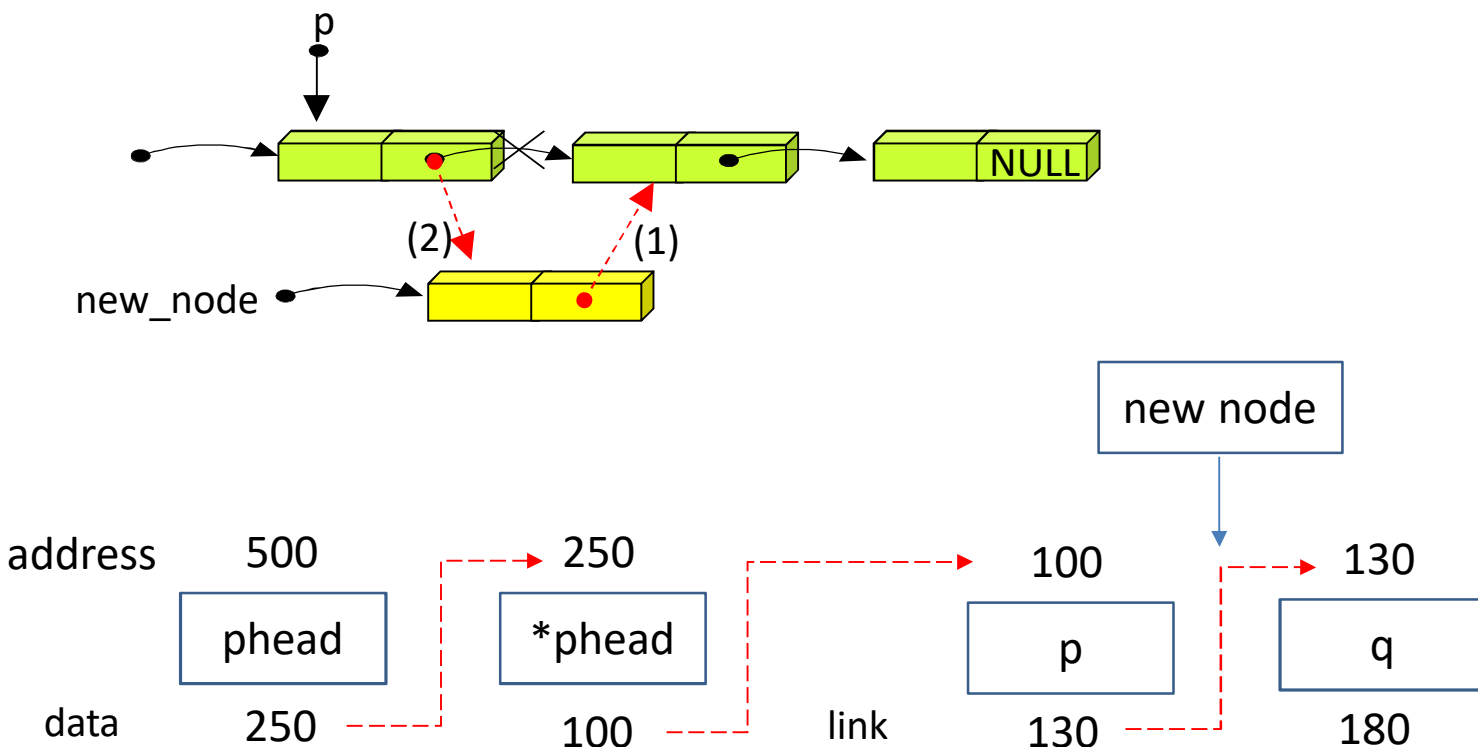 p
NULL
(2) (1)
new_node
new node
address 500 250 100 130
phead *phead p q
data 250 100 link 130 180